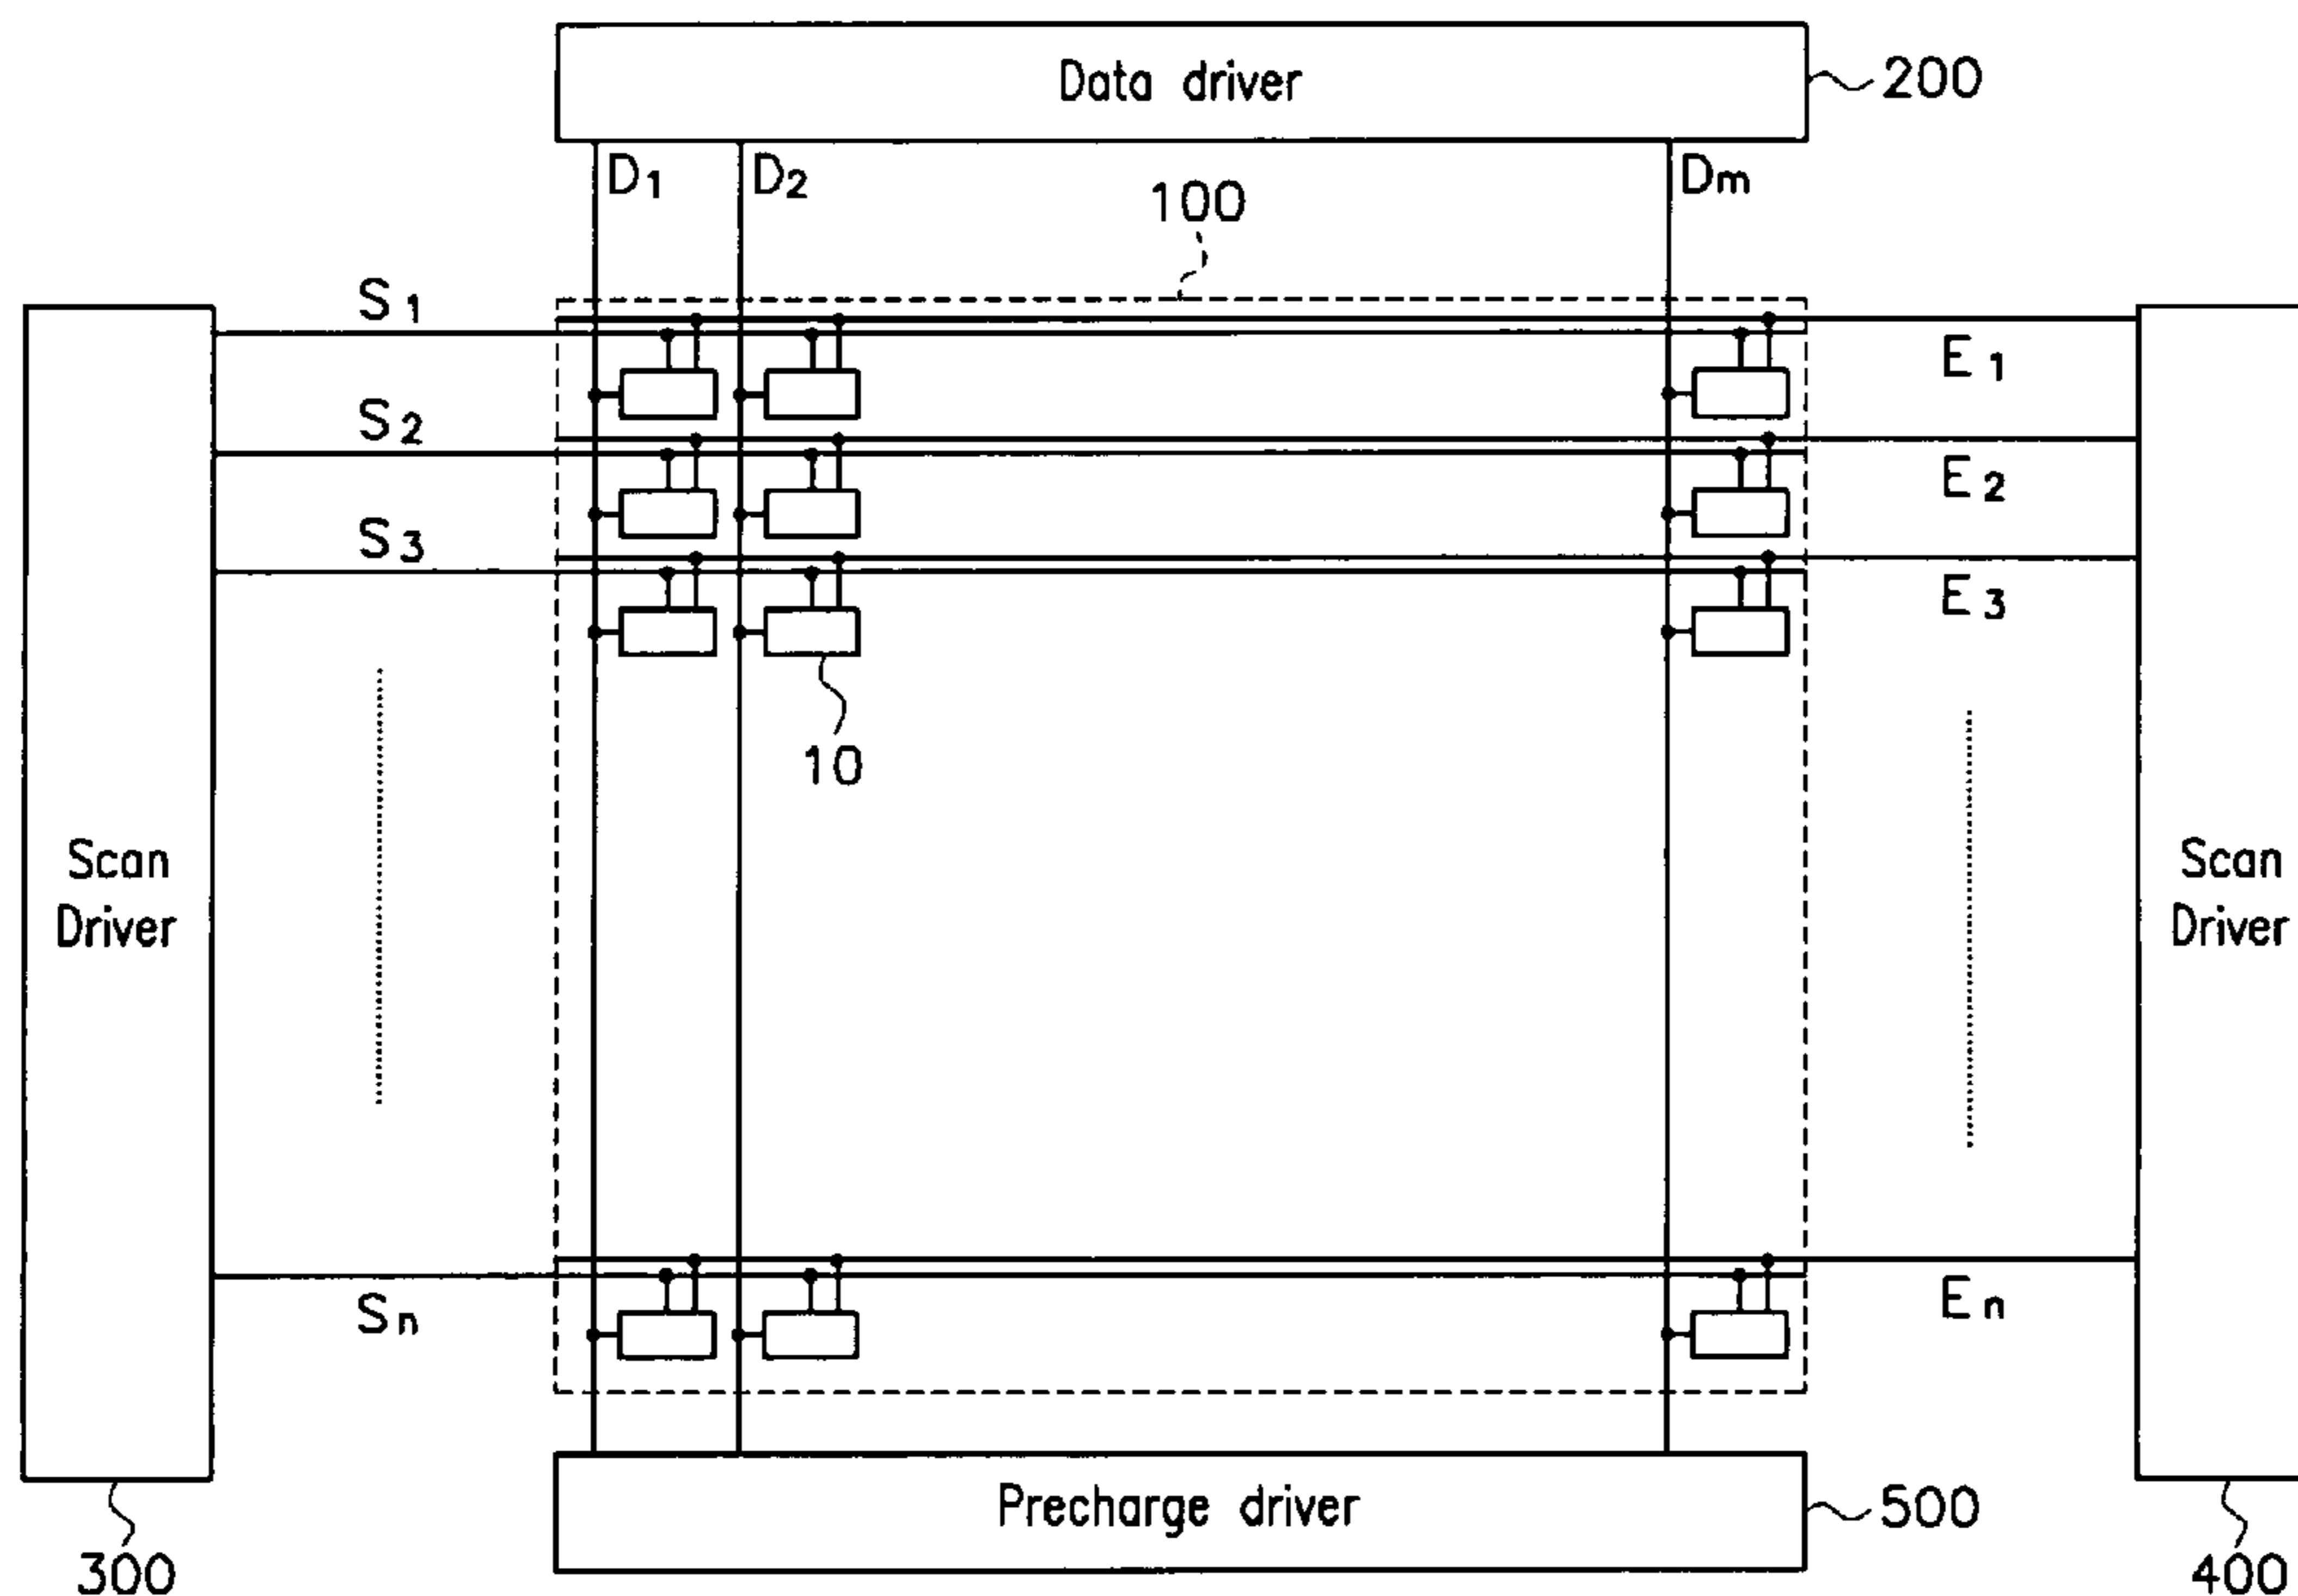 Data driver
200
D1
D2
Dm
100
S1
E1
S2
E2
S3
E3
10
Scan
Driver
Scan
Driver
Sn
En
Precharge driver
500
300
400